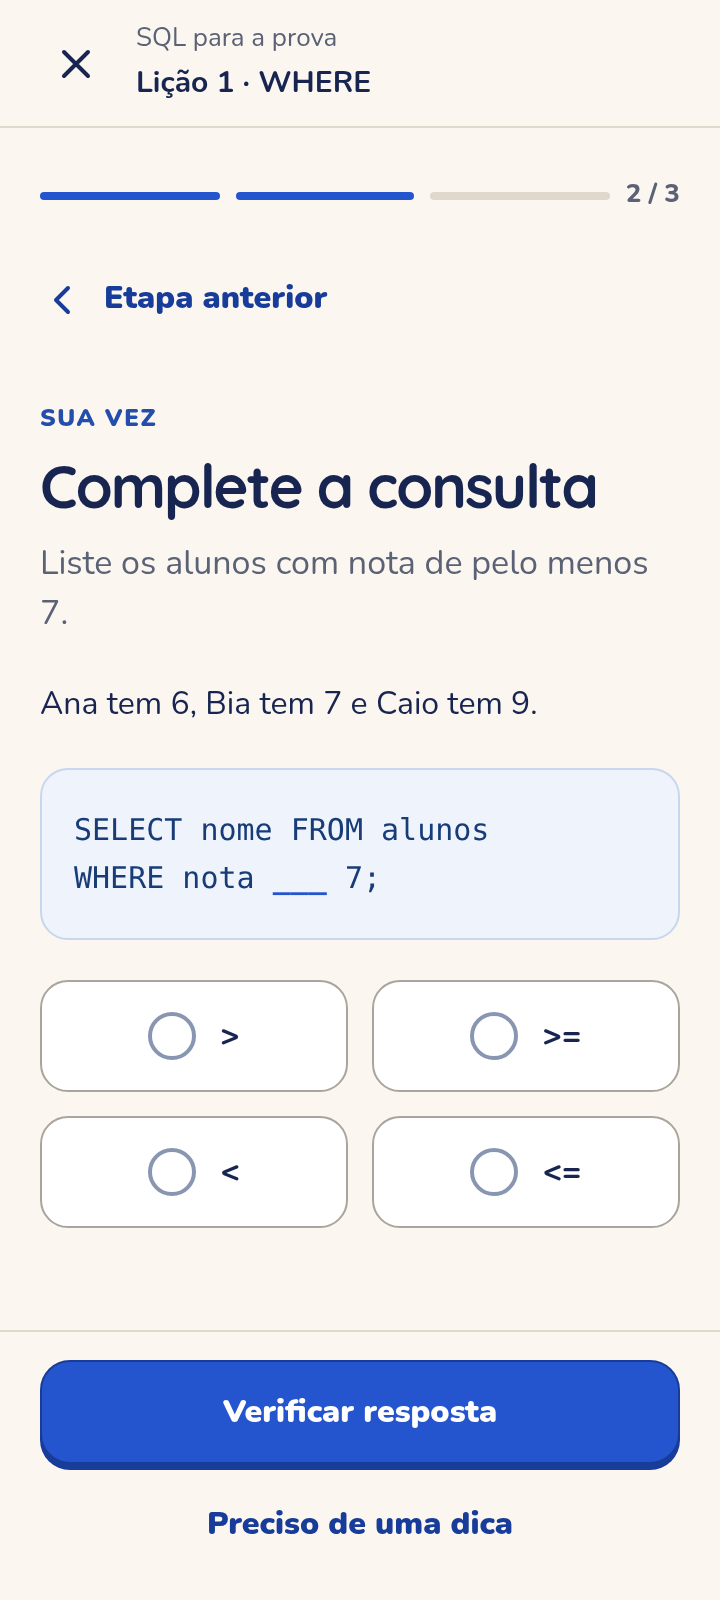 SQL para a prova
Lição 1 · WHERE
2 / 3
Etapa anterior
SUA VEZ
Complete a consulta
Liste os alunos com nota de pelo menos
7.
Ana tem 6, Bia tem 7 e Caio tem 9.
SELECT nome FROM alunos
WHERE nota ___ 7;
>
>=
<
<=
Verificar resposta
Preciso de uma dica